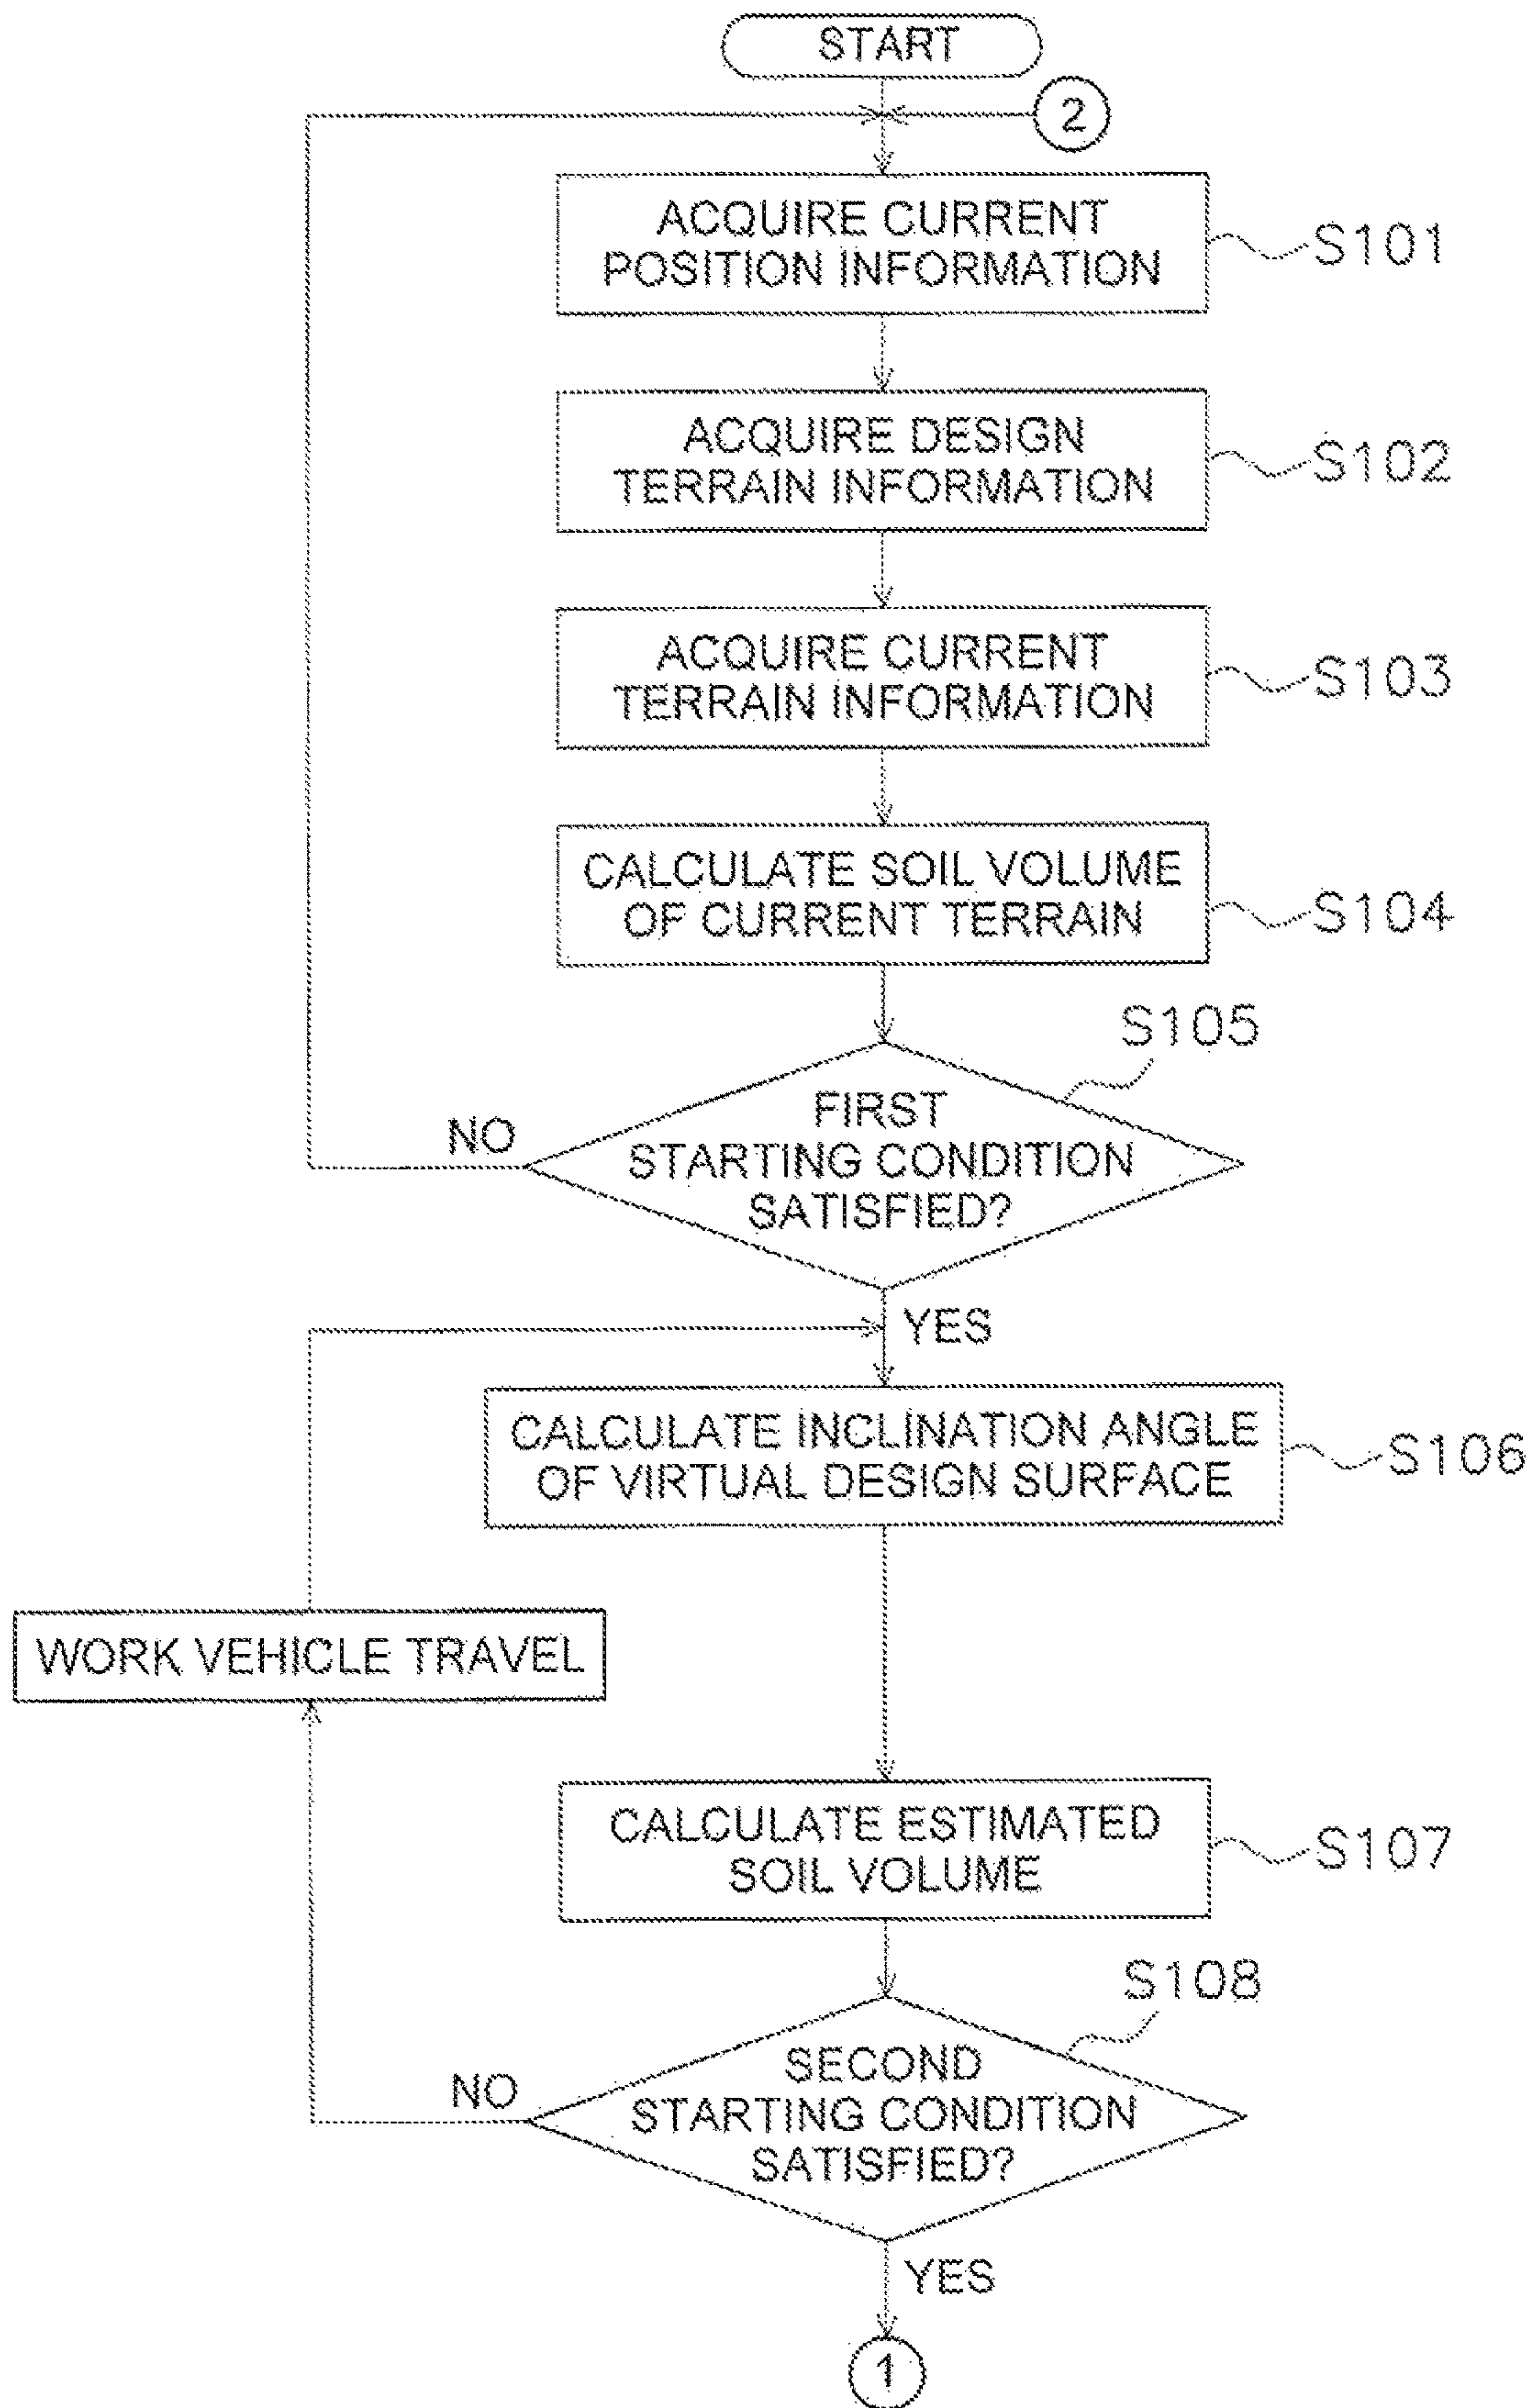 START
2
ACQUIRE CURRENT
POSITION INFORMATION
S101
ACQUIRE DESIGN
TERRAIN INFORMATION
S102
ACQUIRE CURRENT
TERRAIN INFORMATION
S103
CALCULATE SOIL VOLUME
OF CURRENT TERRAIN
S104
S105
FIRST
STARTING CONDITION
SATISFIED?
NO
YES
CALCULATE INCLINATION ANGLE
OF VIRTUAL DESIGN SURFACE
S106
WORK VEHICLE TRAVEL
CALCULATE ESTIMATED
SOIL VOLUME
S107
S108
SECOND
STARTING CONDITION
SATISFIED?
NO
YES
1